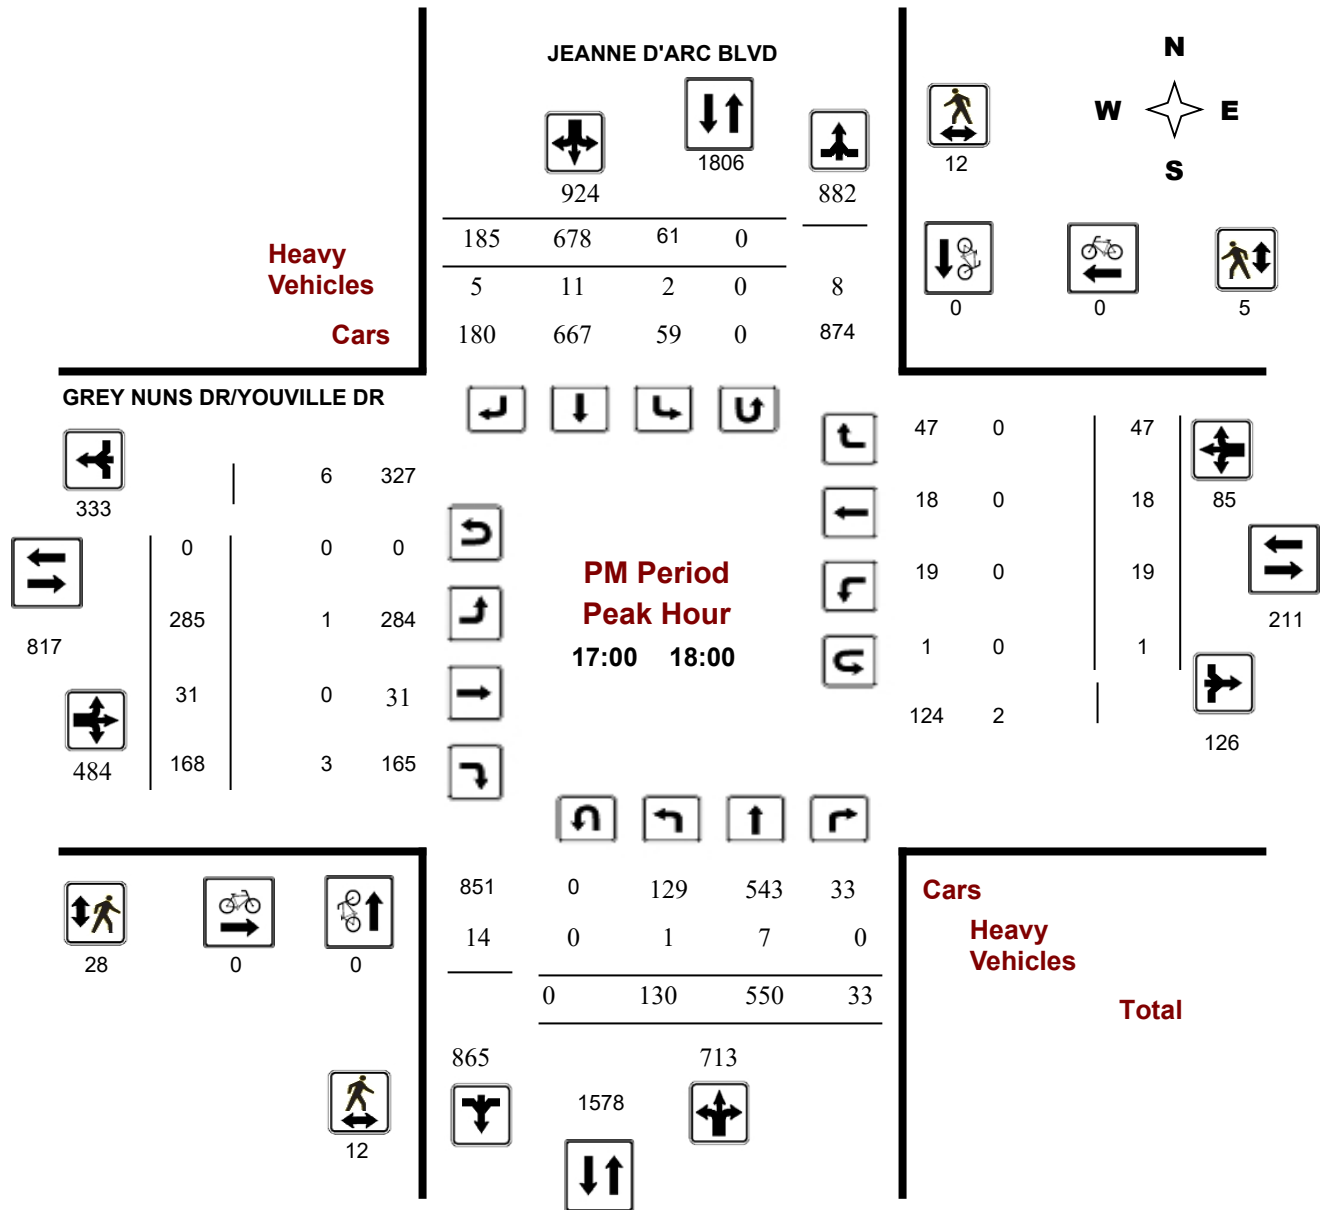 JEANNE D'ARC BLVD
N
W E
S
1806
12
924
882
185 678 61 0
Heavy
Vehicles
5 11 2 0 8
0 0 5
Cars
180 667 59 0 874
GREY NUNS DR/YOUVILLE DR
47 0 47
6 327
333
18 0 18
85
0 0 0
PM Period
19 0 19
Peak Hour
285 1 284
211
817
17:00 18:00
1 0 1
31 0 31
124 2
126
484
168 3 165
851 0 129 543 33
Cars
14 0 1 7 0
Heavy
Vehicles
28 0 0
0 130 550 33
Total
865 713
1578
12